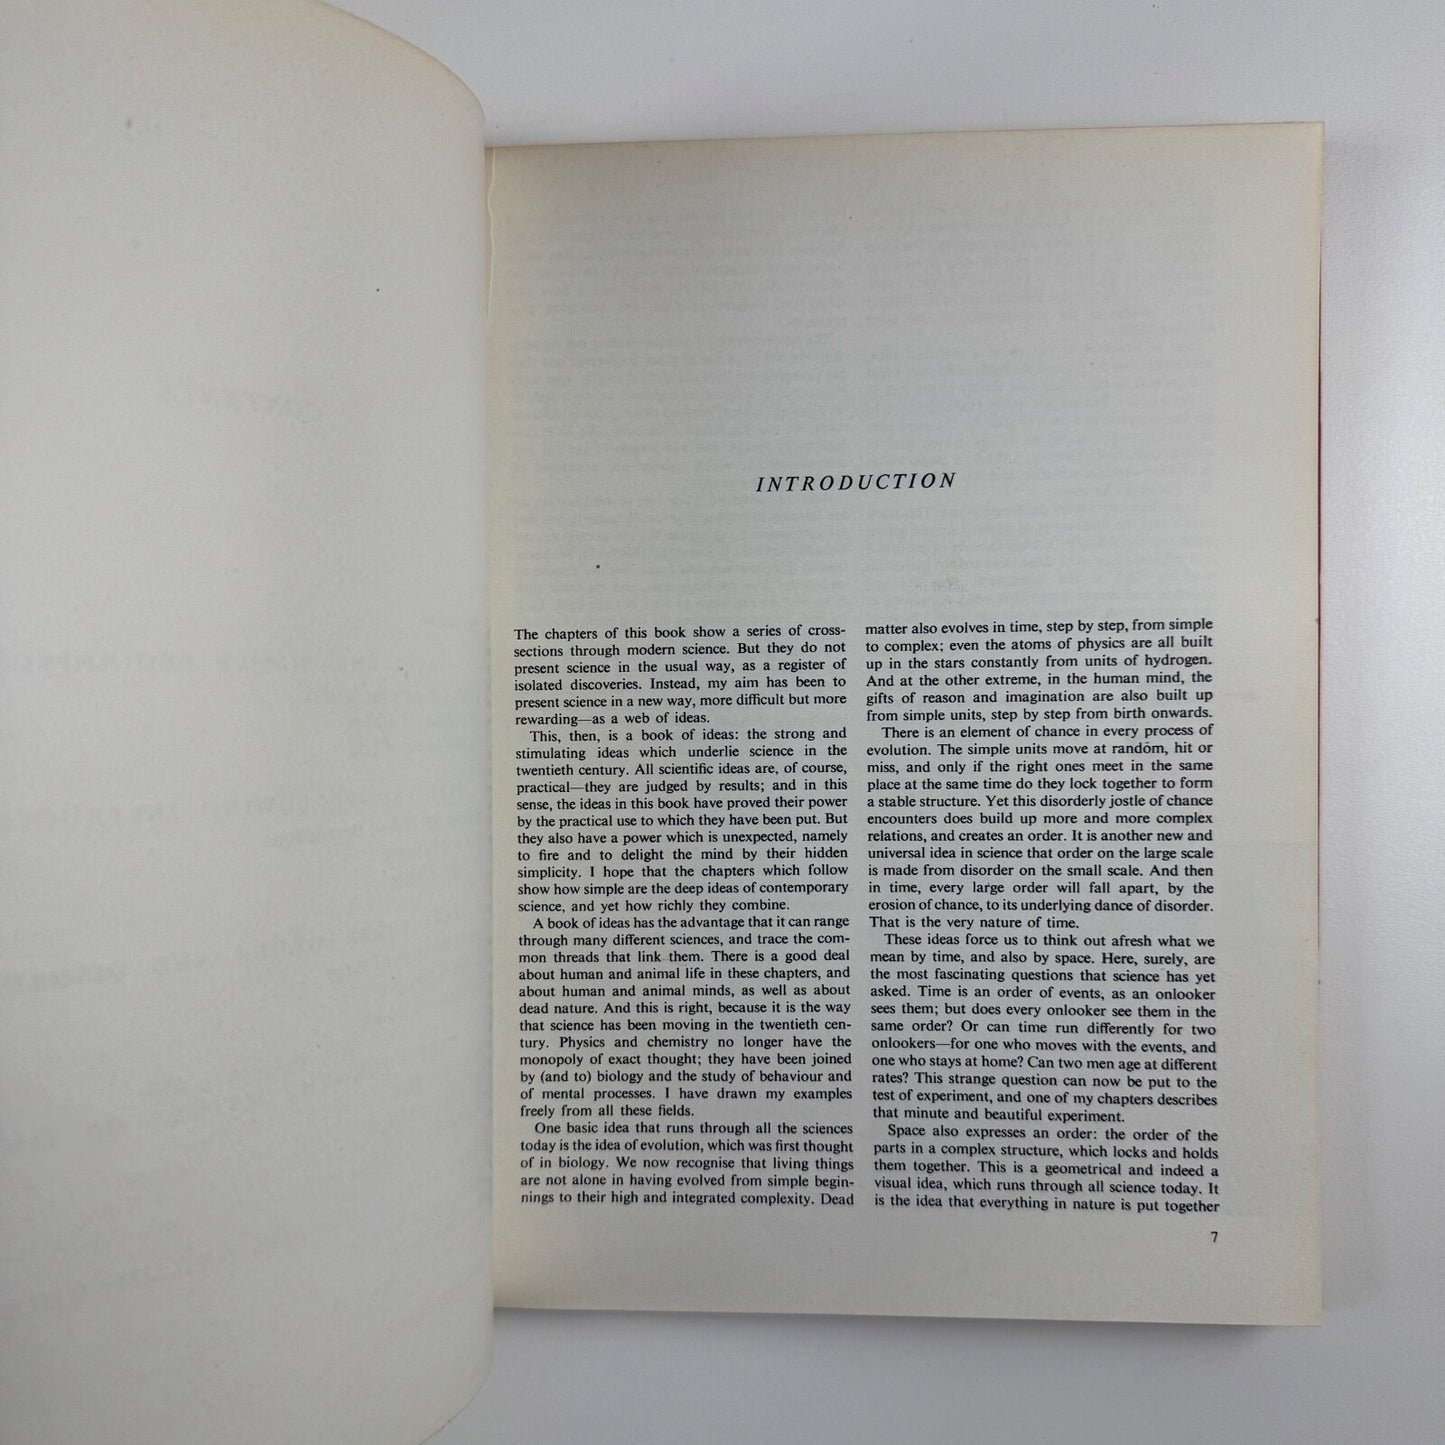 INTRODUCTION
The chapters of this book show a series of cross-
sections through modern science. But they do not
present science in the usual way, as a register of
isolated discoveries. Instead, my aim has been to
present science in a new way, more difficult but more
rewarding—as a web of ideas.
This, then, is a book of ideas: the strong and
stimulating ideas which underlie science in the
twentieth century. All scientific ideas are, of course,
practical—they are judged by results; and in this
sense, the ideas in this book have proved their power
by the practical use to which they have been put. But
they also have a power which is unexpected, namely
to fire and to delight the mind by their hidden
simplicity. I hope that the chapters which follow
show how simple are the deep ideas of contemporary
science, and yet how richly they combine.
A book of ideas has the advantage that it can range
through many different sciences, and trace the com-
mon threads that link them. There is a good deal
about human and animal life in these chapters, and
about human and animal minds, as well as about
dead nature. And this is right, because it is the way
that science has been moving in the twentieth cen-
tury. Physics and chemistry no longer have the
monopoly of exact thought; they have been joined
by (and to) biology and the study of behaviour and
of mental processes. I have drawn my examples
freely from all these fields.
One basic idea that runs through all the sciences
today is the idea of evolution, which was first thought
of in biology. We now recognise that living things
are not alone in having evolved from simple begin-
nings to their high and integrated complexity. Dead
matter also evolves in time, step by step, from simple
to complex; even the atoms of physics are all built
up in the stars constantly from units of hydrogen.
And at the other extreme, in the human mind, the
gifts of reason and imagination are also built up
from simple units, step by step from birth onwards.
There is an element of chance in every process of
evolution. The simple units move at random, hit or
miss, and only if the right ones meet in the same
place at the same time do they lock together to form
a stable structure. Yet this disorderly jostle of chance
encounters does build up more and more complex
relations, and creates an order. It is another new and
universal idea in science that order on the large scale
is made from disorder on the small scale. And then
in time, every large order will fall apart, by the
erosion of chance, to its underlying dance of disorder.
That is the very nature of time.
These ideas force us to think out afresh what we
mean by time, and also by space. Here, surely, are
the most fascinating questions that science has yet
asked. Time is an order of events, as an onlooker
sees them; but does every onlooker see them in the
same order? Or can time run differently for two
onlookers—for one who moves with the events, and
one who stays at home? Can two men age at different
rates? This strange question can now be put to the
test of experiment, and one of my chapters describes
that minute and beautiful experiment.
Space also expresses an order: the order of the
parts in a complex structure, which locks and holds
them together. This is a geometrical and indeed a
visual idea, which runs through all science today. It
is the idea that everything in nature is put together
7